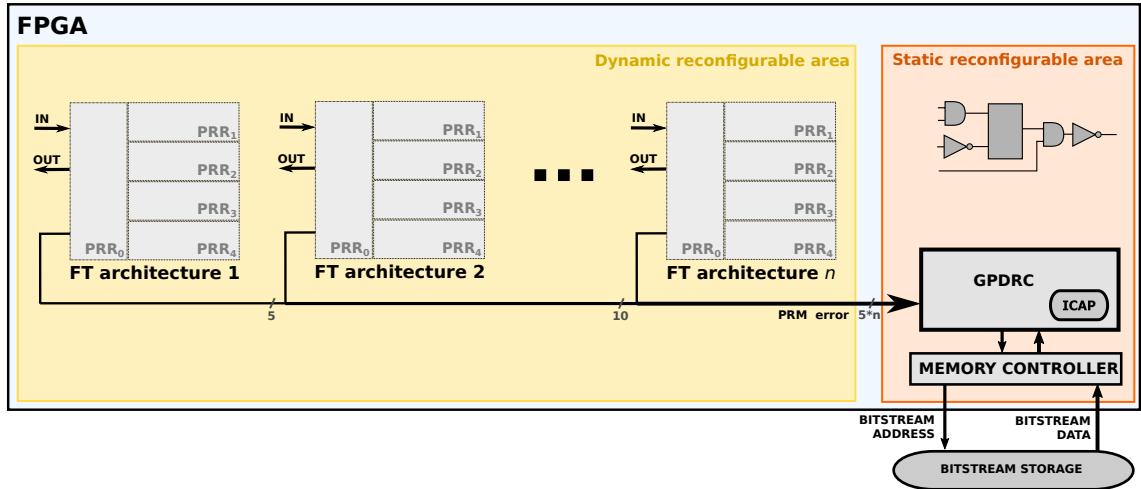 FPGA
Dynamic reconfigurable area
Static reconfigurable area
IN
OUT
PRR₁
PRR₂
PRR₃
PRR₀
PRR₄
FT architecture 1
IN
OUT
PRR₁
PRR₂
PRR₃
PRR₀
PRR₄
FT architecture 2
IN
OUT
PRR₁
PRR₂
PRR₃
PRR₀
PRR₄
FT architecture n
5
10
PRM error
5*n
GPDRC
ICAP
MEMORY CONTROLLER
BITSTREAM
ADDRESS
BITSTREAM
DATA
BITSTREAM STORAGE